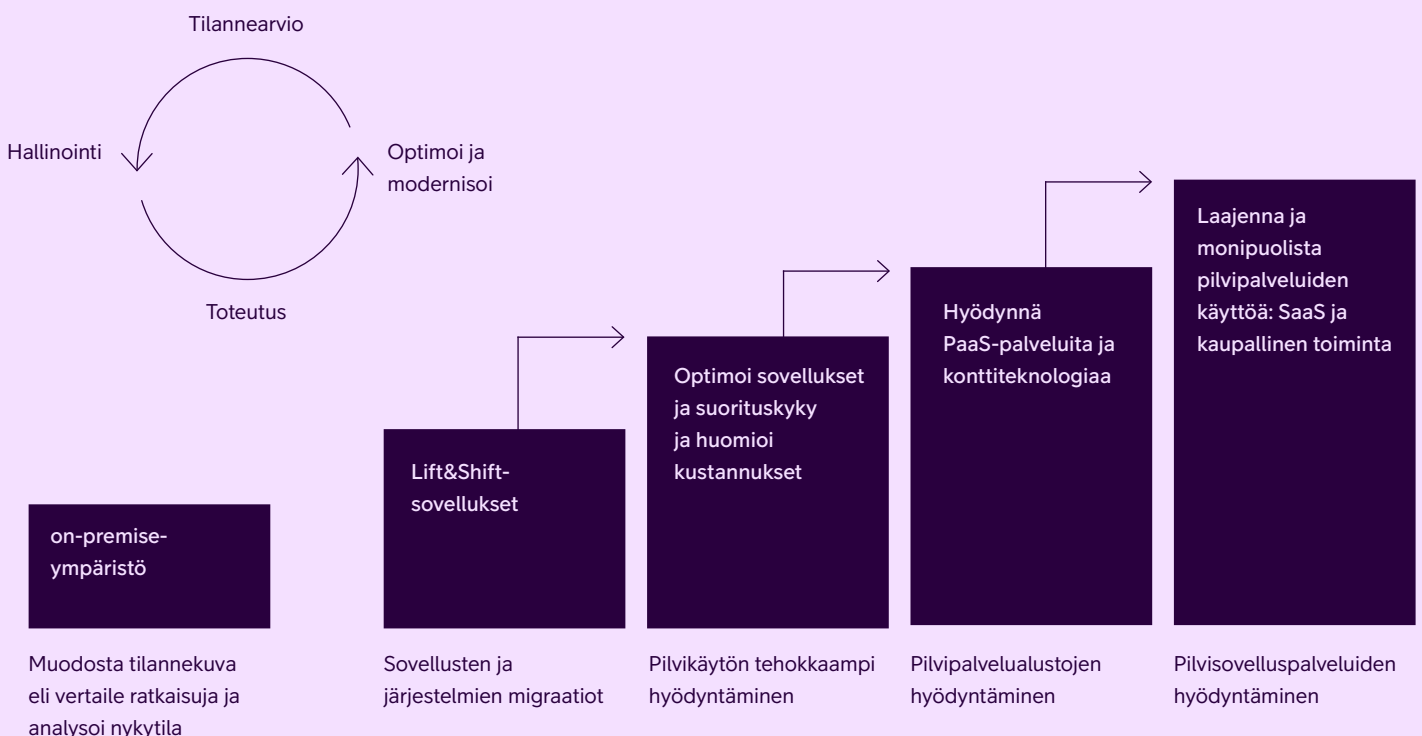 Tilannearvio
Hallinointi
Optimoi ja
modernisoi
Toteutus
on-premise-
ympäristö
Muodosta tilannekuva
eli vertaile ratkaisuja ja
analysoi nykytila
Lift&Shift-
sovellukset
Sovellusten ja
järjestelmien migraatiot
Optimoi sovellukset
ja suorituskyky
ja huomioi
kustannukset
Pilvikäytön tehokkaampi
hyödyntäminen
Hyödynnä
PaaS-palveluita ja
konttiteknologiaa
Pilvipalvelualustojen
hyödyntäminen
Laajenna ja
monipuolista
pilvipalveluiden
käyttöä: SaaS ja
kaupallinen toiminta
Pilvisovelluspalveluiden
hyödyntäminen